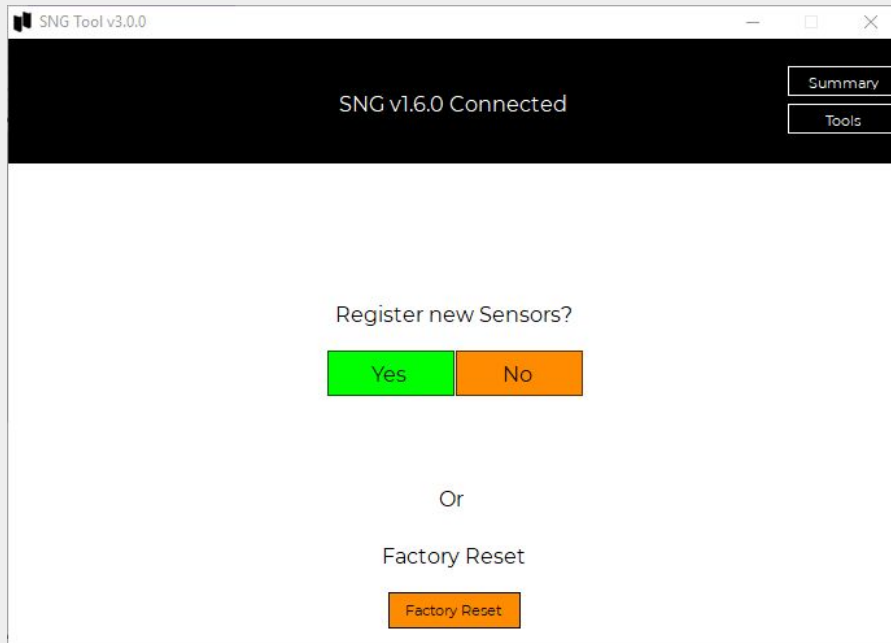 SNG Tool v3.0.0
SNG v1.6.0 Connected
Summary
Tools
Register new Sensors?
Yes No
Or
Factory Reset
Factory Reset